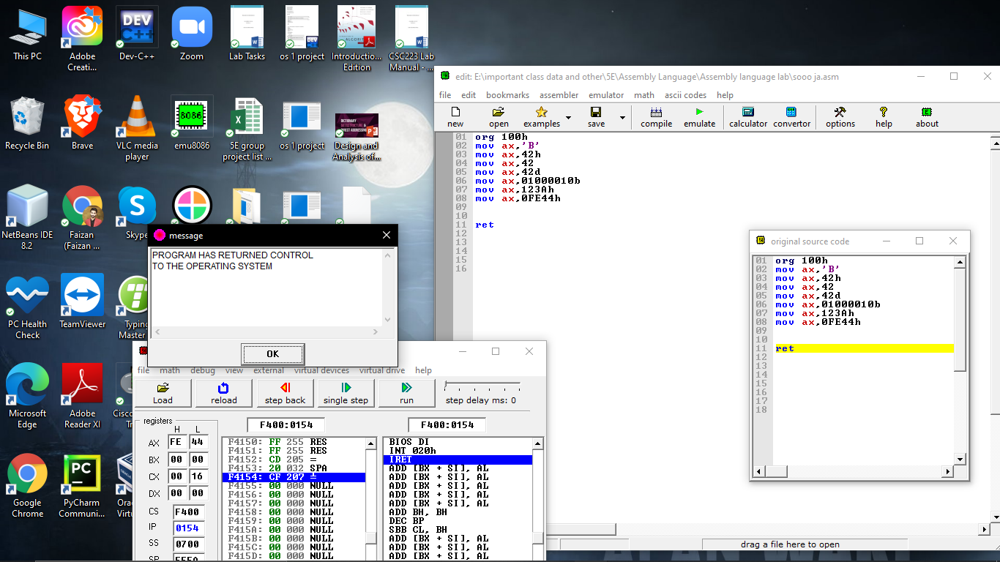 This PC
Adobe
Creati...
Dev-C++
Zoom
Lab Tasks
os 1 project
Introductio...
Edition
CSC223 Lab
Manual - ...
Recycle Bin
Brave
VLC media
player
emu8086
5E group
project list ...
os 1 project
Design and
Analysis of...
NetBeans IDE
8.2
Faizan
(Faizan ...
Skype
PC Health
Check
TeamViewer
Typing
Master
Microsoft
Edge
Adobe
Reader XI
Cisco
Google
Chrome
PyCharm
Communi...
edit: E:\important class data and other\5E\Assembly Language\Assembly language lab\sooo ja.asm
file edit bookmarks assembler emulator math ascii codes help
new open examples save compile emulate calculator convertor options help about
01 org 100h
02 mov ax,'B'
03 mov ax,42h
04 mov ax,42
05 mov ax,42d
06 mov ax,01000010b
07 mov ax,123Ah
08 mov ax,0FE44h
09
10
11 ret
12
13
14
15
16
drag a file here to open
original source code
01 org 100h
02 mov ax,'B'
03 mov ax,42h
04 mov ax,42
05 mov ax,42d
06 mov ax,01000010b
07 mov ax,123Ah
08 mov ax,0FE44h
09
10
11 ret
12
13
14
15
16
17
18
message
PROGRAM HAS RETURNED CONTROL
TO THE OPERATING SYSTEM
OK
file math debug view external virtual devices virtual drive help
Load reload step back single step run step delay ms: 0
registers
H L
AX FE 44
BX 00 00
CX 00 16
DX 00 00
CS F400
IP 0154
SS 0700
F400:0154
F4150: FF 255 RES
F4151: FF 255 RES
F4152: CD 205 =
F4153: 20 032 SPA
F4154: CF 207 ╧
F4155: 00 000 NULL
F4156: 00 000 NULL
F4157: 00 000 NULL
F4158: 00 000 NULL
F4159: 00 000 NULL
F415A: 00 000 NULL
F415B: 00 000 NULL
F415C: 00 000 NULL
F415D: 00 000 NULL
F400:0154
BIOS DI
INT 020h
IRET
ADD [BX + SI], AL
ADD [BX + SI], AL
ADD [BX + SI], AL
ADD [BX + SI], AL
ADD [BX + SI], AL
ADD BH, BH
DEC BP
SBB CL, BH
ADD [BX + SI], AL
ADD [BX + SI], AL
ADD [BX + SI], AL